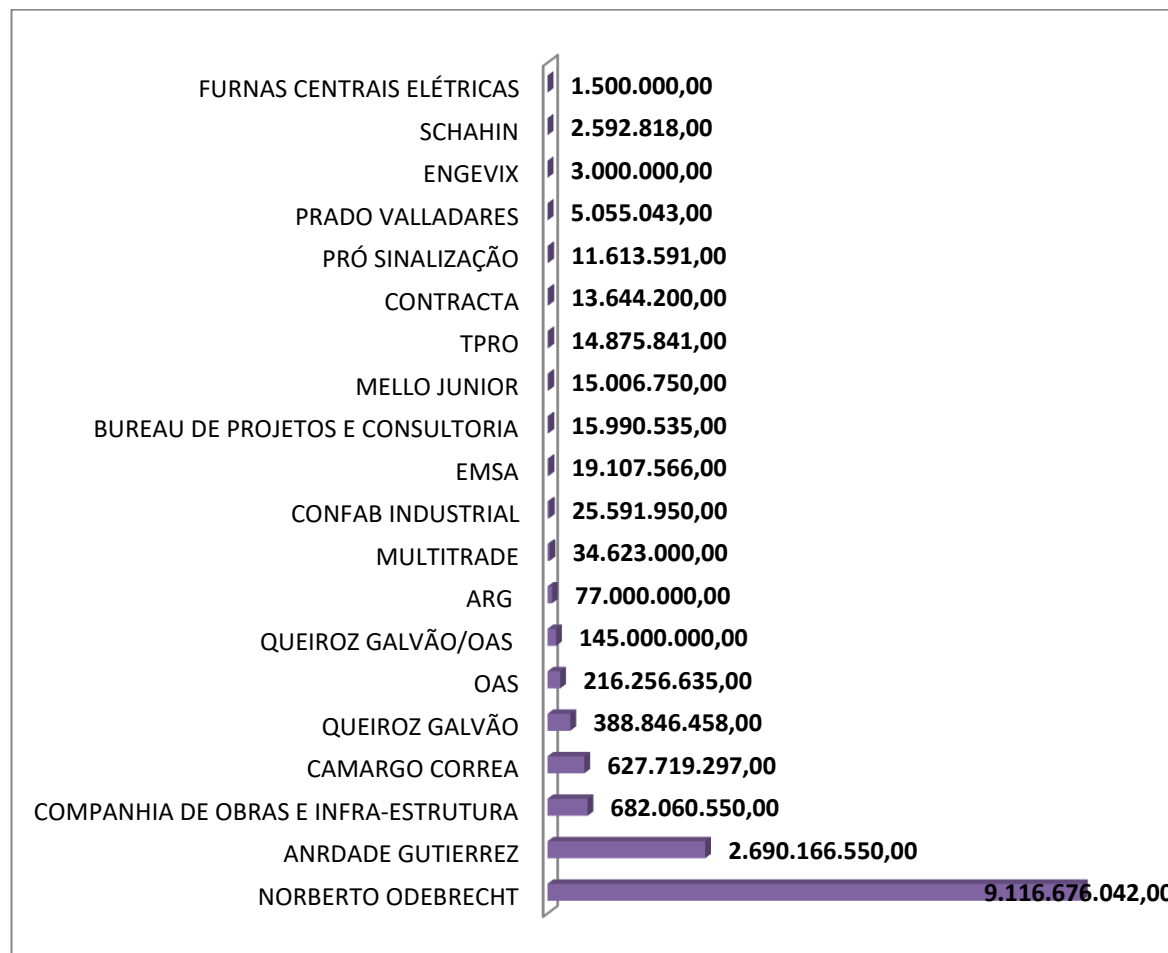 FURNAS CENTRAIS ELÉTRICAS 1.500.000,00
SCHAHIN 2.592.818,00
ENGEVIX 3.000.000,00
PRADO VALLADARES 5.055.043,00
PRÓ SINALIZAÇÃO 11.613.591,00
CONTRACTA 13.644.200,00
TPRO 14.875.841,00
MELLO JUNIOR 15.006.750,00
BUREAU DE PROJETOS E CONSULTORIA 15.990.535,00
EMSA 19.107.566,00
CONFAB INDUSTRIAL 25.591.950,00
MULTITRADE 34.623.000,00
ARG 77.000.000,00
QUEIROZ GALVÃO/OAS 145.000.000,00
OAS 216.256.635,00
QUEIROZ GALVÃO 388.846.458,00
CAMARGO CORREA 627.719.297,00
COMPANHIA DE OBRAS E INFRA-ESTRUTURA 682.060.550,00
ANRDADE GUTIERREZ 2.690.166.550,00
NORBERTO ODEBRECHT 9.116.676.042,00